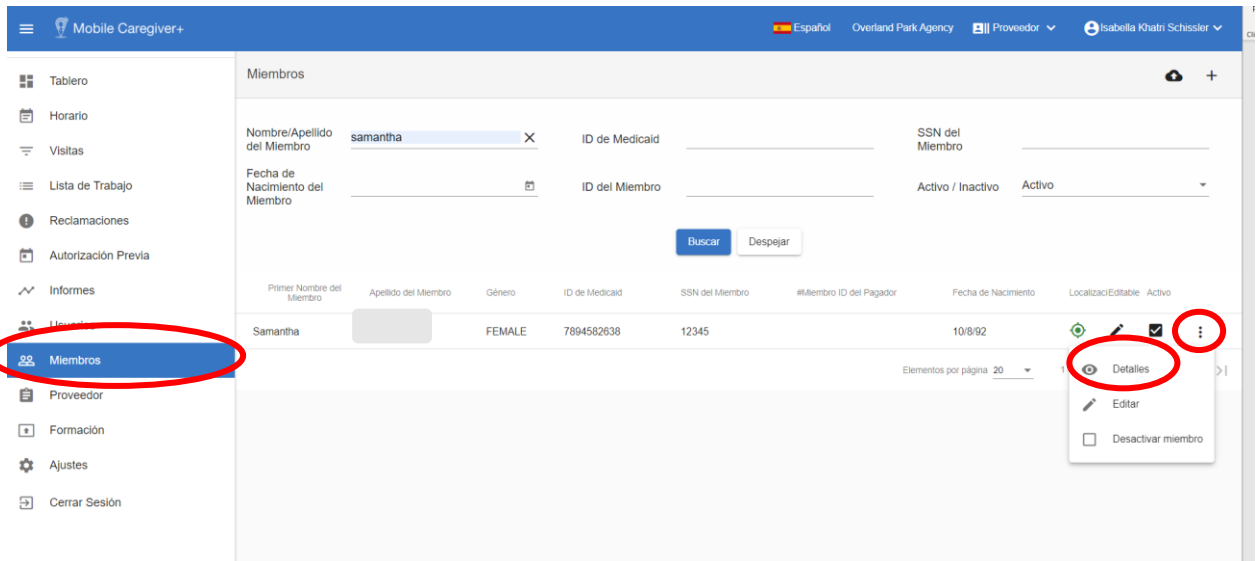 Mobile Caregiver+
Español
Overland Park Agency
Proveedor
Isabella Khatri Schissler
Tablero
Horario
Visitas
Lista de Trabajo
Reclamaciones
Autorización Previa
Informes
Miembros
Proveedor
Formación
Ajustes
Cerrar Sesión
Miembros
Nombre/Apellido
del Miembro
samantha
ID de Medicaid
SSN del
Miembro
Fecha de
Nacimiento del
Miembro
ID del Miembro
Activo / Inactivo
Activo
Buscar
Despejar
Primer Nombre del
Miembro
Apellido del Miembro
Género
ID de Medicaid
SSN del Miembro
#Miembro ID del Pagador
Fecha de Nacimiento
Localizaci
Editable
Activo
Samantha
FEMALE
7894582638
12345
10/8/92
Elementos por página
20
Detalles
Editar
Desactivar miembro